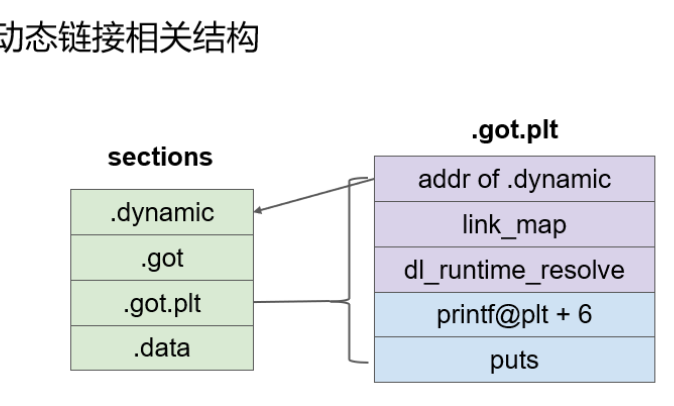 动态链接相关结构
.got.plt
sections
addr of .dynamic
.dynamic
link_map
.got
dl_runtime_resolve
.got.plt
printf@plt + 6
.data
puts